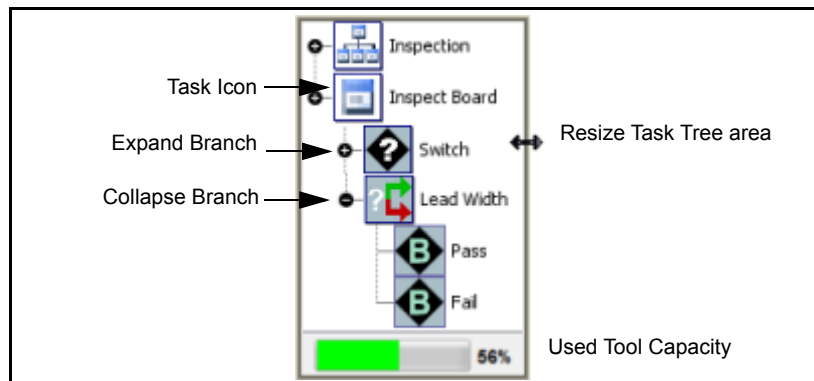 Inspection
Task Icon
Inspect Board
Expand Branch
Switch
Resize Task Tree area
Collapse Branch
? Lead Width
B Pass
B Fail
56%
Used Tool Capacity